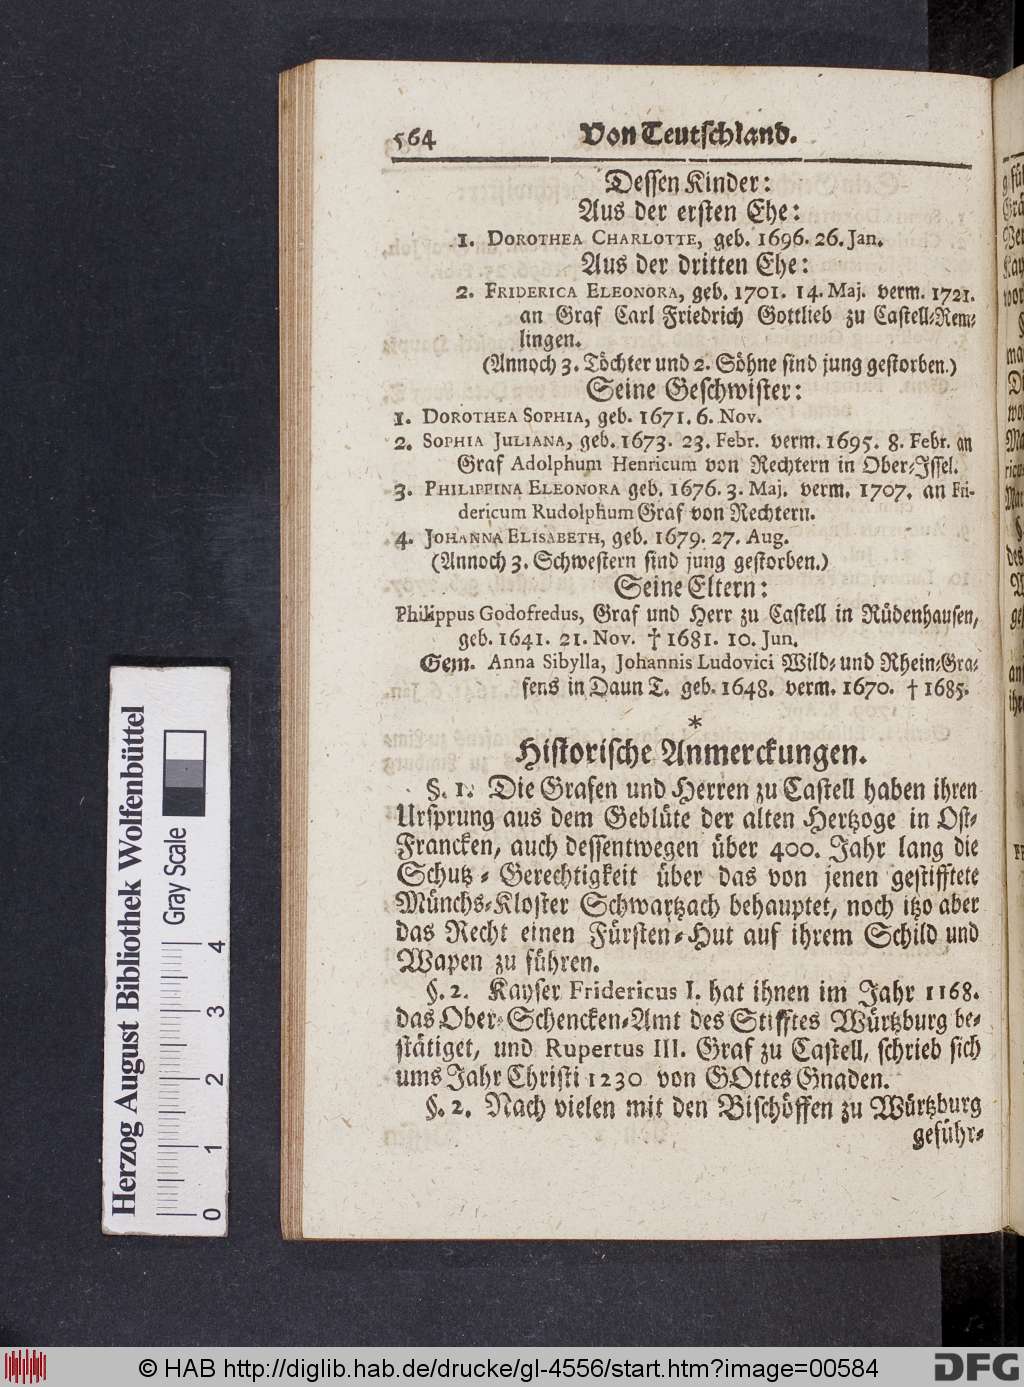 564 Von Teutschland.
Dessen Kinder:
Aus der ersten Ehe:
1. DOROTHEA CHARLOTTE, geb. 1696. 26. Jan.
Aus der dritten Ehe:
2. FRIDERICA ELEONORA, geb. 1701. 14. Maj. verm. 1721.
an Graf Carl Friedrich Gottlieb zu Castell-Rem-
lingen.
(Annoch 3. Töchter und 2. Söhne sind jung gestorben.)
Seine Geschwister:
1. DOROTHEA SOPHIA, geb. 1671. 6. Nov.
2. SOPHIA JULIANA, geb. 1673. 23. Febr. verm. 1695. 8. Febr. an
Graf Adolphum Henricum von Rechtern in Ober-Issel.
3. PHILIPPINA ELEONORA geb. 1676. 3. Maj. verm. 1707. an Fri-
dericum Rudolphum Graf von Rechtern.
4. JOHANNA ELISABETH, geb. 1679. 27. Aug.
(Annoch 3. Schwestern sind jung gestorben.)
Seine Eltern:
Philippus Godofredus, Graf und Herr zu Castell in Rüdenhausen,
geb. 1641. 21. Nov. † 1681. 10. Jun.
Gem. Anna Sibylla, Johannis Ludovici Wild- und Rhein-Gra-
fens in Daun T. geb. 1648. verm. 1670. † 1685.
*
Historische Anmerckungen.
§. 1. Die Grafen und Herren zu Castell haben ihren
Ursprung aus dem Geblüte der alten Hertzoge in Ost-
Francken, auch dessentwegen über 400. Jahr lang die
Schutz-Gerechtigkeit über das von jenen gestifftete
Münchs-Kloster Schwartzach behauptet, noch itzo aber
das Recht einen Fürsten-Hut auf ihrem Schild und
Wapen zu führen.
§. 2. Kayser Fridericus I. hat ihnen im Jahr 1168.
das Ober-Schencken-Amt des Stifftes Würtzburg be-
stätiget, und Rupertus III. Graf zu Castell, schrieb sich
ums Jahr Christi 1230 von GOttes Gnaden.
§. 2. Nach vielen mit den Bischöffen zu Würtzburg
geführ-
Herzog August Bibliothek Wolfenbüttel
Gray Scale
0 1 2 3 4
© HAB http://diglib.hab.de/drucke/gl-4556/start.htm?image=00584
DFG